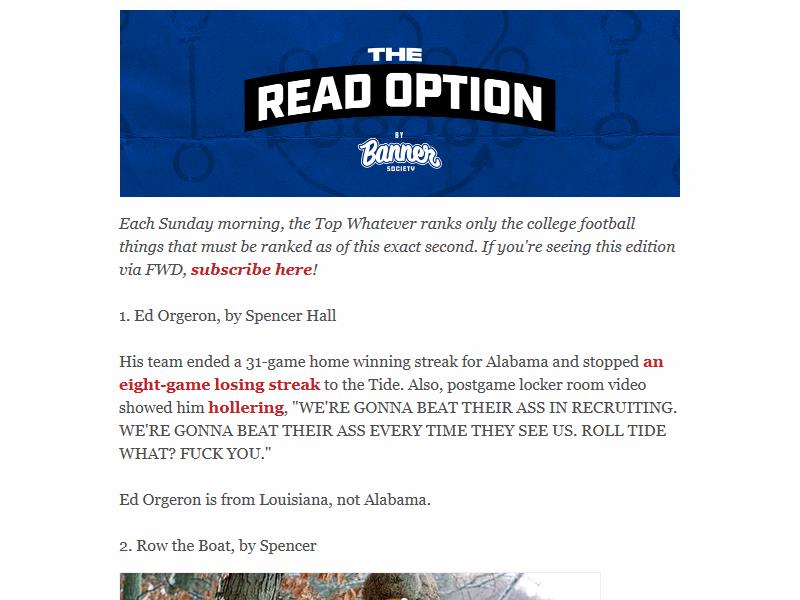 THE
READ OPTION
BY
Banner
SOCIETY
Each Sunday morning, the Top Whatever ranks only the college football
things that must be ranked as of this exact second. If you're seeing this edition
via FWD, subscribe here!
1. Ed Orgeron, by Spencer Hall
His team ended a 31-game home winning streak for Alabama and stopped an
eight-game losing streak to the Tide. Also, postgame locker room video
showed him hollering, "WE'RE GONNA BEAT THEIR ASS IN RECRUITING.
WE'RE GONNA BEAT THEIR ASS EVERY TIME THEY SEE US. ROLL TIDE
WHAT? FUCK YOU."
Ed Orgeron is from Louisiana, not Alabama.
2. Row the Boat, by Spencer